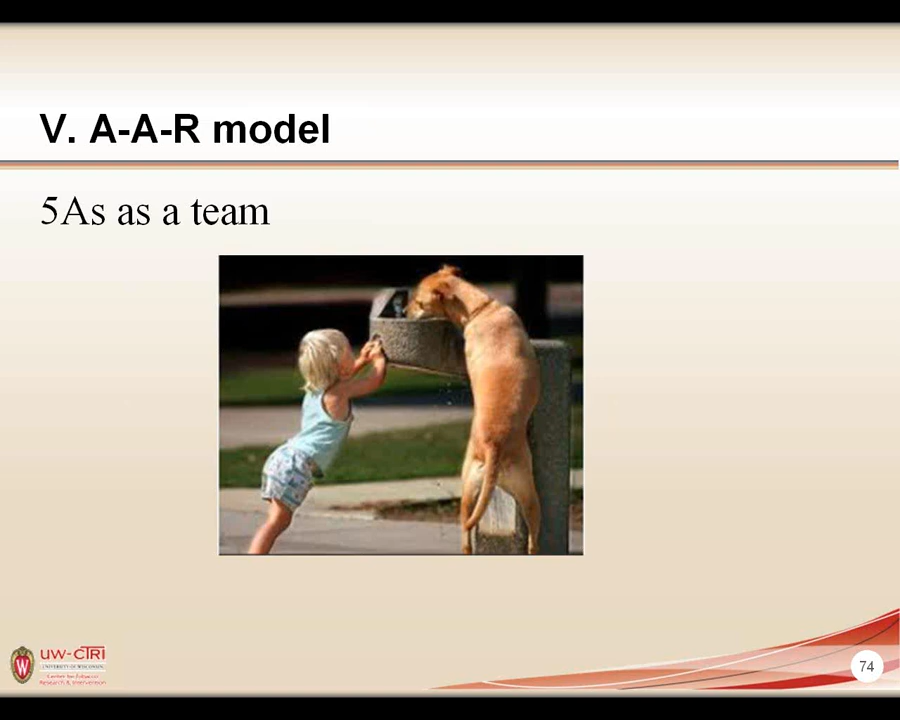 V. A-A-R model
5As as a team
W
UW-CTRI
UNIVERSITY OF WISCONSIN
Center for Tobacco
Research & Intervention
74